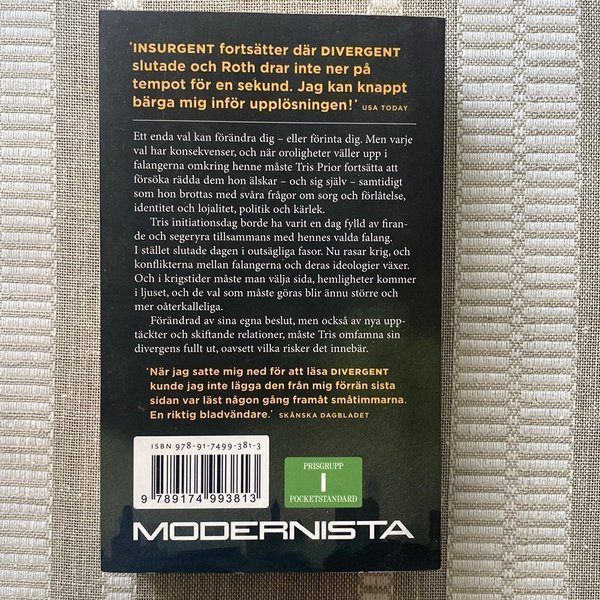 'INSURGENT fortsätter där DIVERGENT
slutade och Roth drar inte ner på
tempot för en sekund. Jag kan knappt
bärga mig inför upplösningen!' USA TODAY
Ett enda val kan förändra dig – eller förinta dig. Men varje
val har konsekvenser, och när oroligheter väller upp i
falangerna omkring henne måste Tris Prior fortsätta att
försöka rädda dem hon älskar – och sig själv – samtidigt
som hon brottas med svåra frågor om sorg och förlåtelse,
identitet och lojalitet, politik och kärlek.
Tris initiationsdag borde ha varit en dag fylld av firan-
de och segeryra tillsammans med hennes valda falang.
I stället slutade dagen i outsägliga fasor. Nu rasar krig, och
konflikterna mellan falangerna och deras ideologier växer.
Och i krigstider måste man välja sida, hemligheter kommer
i ljuset, och de val som måste göras blir ännu större och
mer oåterkalleliga.
Förändrad av sina egna beslut, men också av nya upp-
täckter och skiftande relationer, måste Tris omfamna sin
divergens fullt ut, oavsett vilka risker det innebär.
'När jag satte mig ned för att läsa DIVERGENT
kunde jag inte lägga den från mig förrän sista
sidan var läst någon gång framåt småtimmarna.
En riktig bladvändare.' SKÅNSKA DAGBLADET
ISBN 978-91-7499-381-3
9 789174 993813
PRISGRUPP
I
POCKETSTANDARD
MODERNISTA